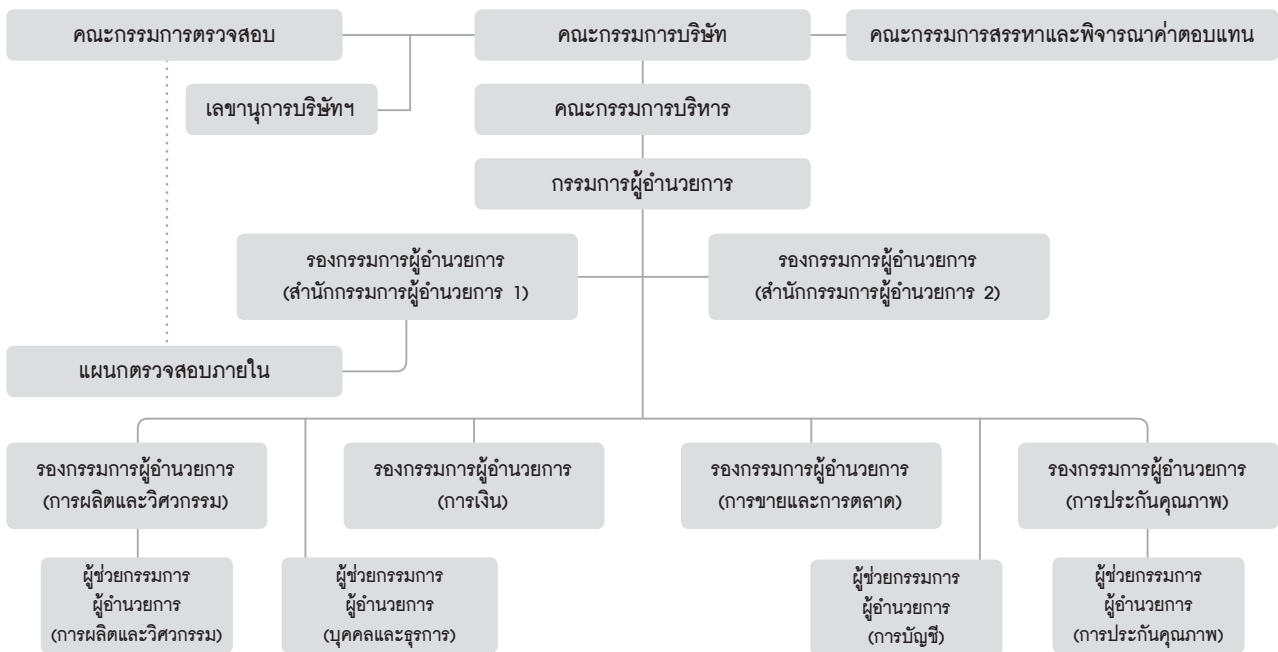 คณะกรรมการตรวจสอบ
คณะกรรมการบริษัท
คณะกรรมการสรรหาและพิจารณาค่าตอบแทน
เลขานุการบริษัทฯ
คณะกรรมการบริหาร
กรรมการผู้อำนวยการ
รองกรรมการผู้อำนวยการ
(สำนักกรรมการผู้อำนวยการ 1)
รองกรรมการผู้อำนวยการ
(สำนักกรรมการผู้อำนวยการ 2)
แผนกตรวจสอบภายใน
รองกรรมการผู้อำนวยการ
(การผลิตและวิศวกรรม)
รองกรรมการผู้อำนวยการ
(การเงิน)
รองกรรมการผู้อำนวยการ
(การขายและการตลาด)
รองกรรมการผู้อำนวยการ
(การประกันคุณภาพ)
ผู้ช่วยกรรมการ
ผู้อำนวยการ
(การผลิตและวิศวกรรม)
ผู้ช่วยกรรมการ
ผู้อำนวยการ
(บุคคลและธุรการ)
ผู้ช่วยกรรมการ
ผู้อำนวยการ
(การบัญชี)
ผู้ช่วยกรรมการ
ผู้อำนวยการ
(การประกันคุณภาพ)